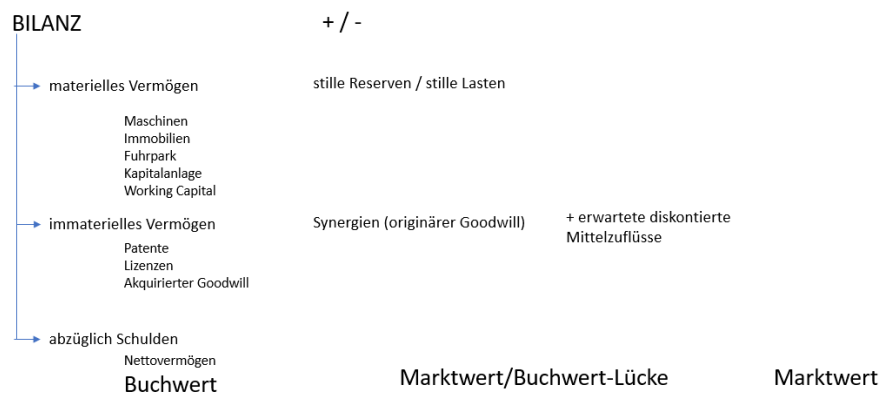 BILANZ + / -
materielles Vermögen stille Reserven / stille Lasten
Maschinen
Immobilien
Fuhrpark
Kapitalanlage
Working Capital
immaterielles Vermögen Synergien (originärer Goodwill) + erwartete diskontierte
Mittelzuflüsse
Patente
Lizenzen
Akquirierter Goodwill
abzüglich Schulden
Nettovermögen
Buchwert Marktwert/Buchwert-Lücke Marktwert